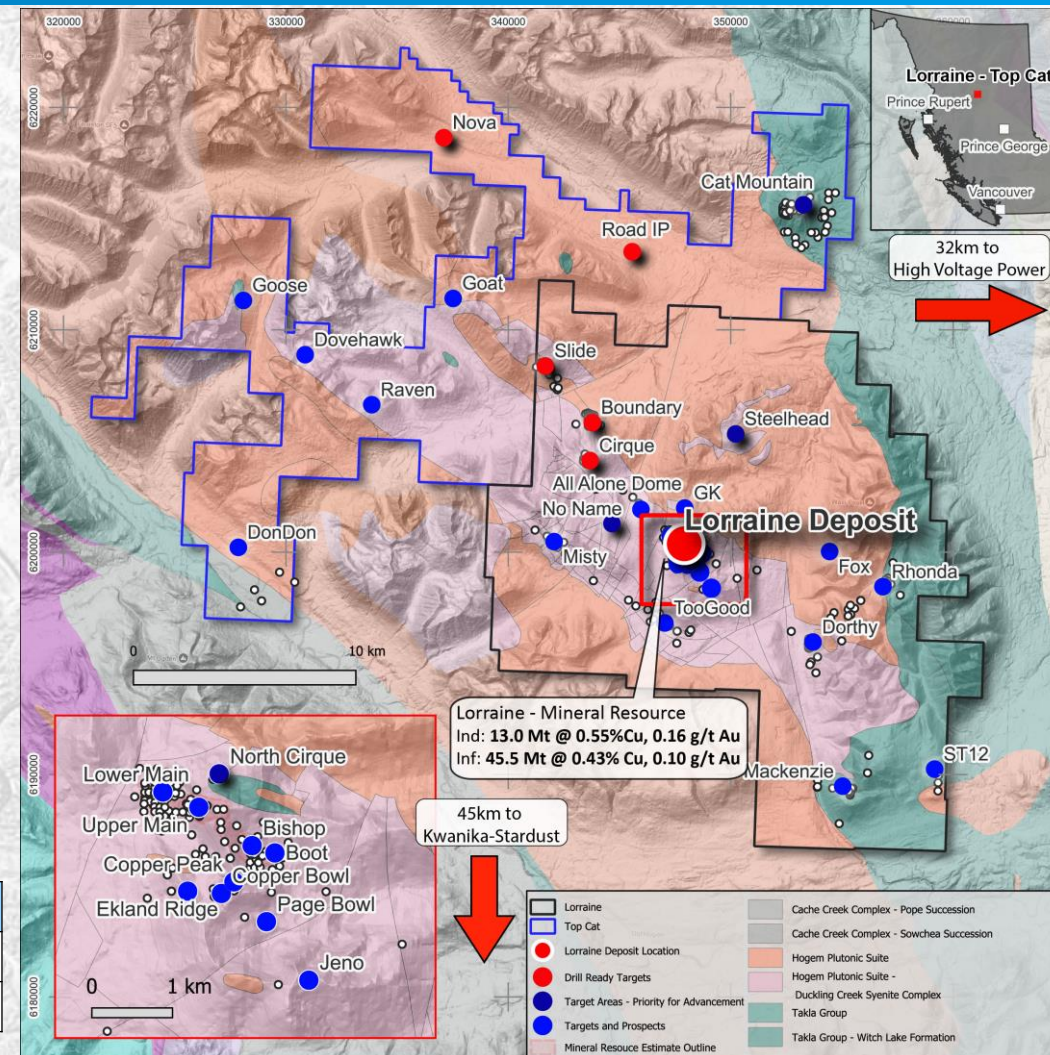 320000
330000
340000
350000
6220000
6210000
6200000
6190000
6180000
Lorraine - Top Cat
Prince Rupert
Prince George
Vancouver
32km to
High Voltage Power
Nova
Cat Mountain
Road IP
Goose
Goat
Dovehawk
Raven
Slide
Boundary
Cirque
Steelhead
All Alone Dome
GK
No Name
Lorraine Deposit
Misty
DonDon
Fox
Rhonda
TooGood
Dorthy
0
10 km
Lorraine - Mineral Resource
Ind: 13.0 Mt @ 0.55%Cu, 0.16 g/t Au
Inf: 45.5 Mt @ 0.43% Cu, 0.10 g/t Au
Mackenzie
ST12
45km to
Kwanika-Stardust
North Cirque
Lower Main
Upper Main
Bishop
Boot
Copper Peak
Copper Bowl
Ekland Ridge
Page Bowl
Jeno
0
1 km
Lorraine
Top Cat
Lorraine Deposit Location
Drill Ready Targets
Target Areas - Priority for Advancement
Targets and Prospects
Mineral Resouce Estimate Outline
Cache Creek Complex - Pope Succession
Cache Creek Complex - Sowchea Succession
Hogem Plutonic Suite
Hogem Plutonic Suite -
Duckling Creek Syenite Complex
Takla Group
Takla Group - Witch Lake Formation